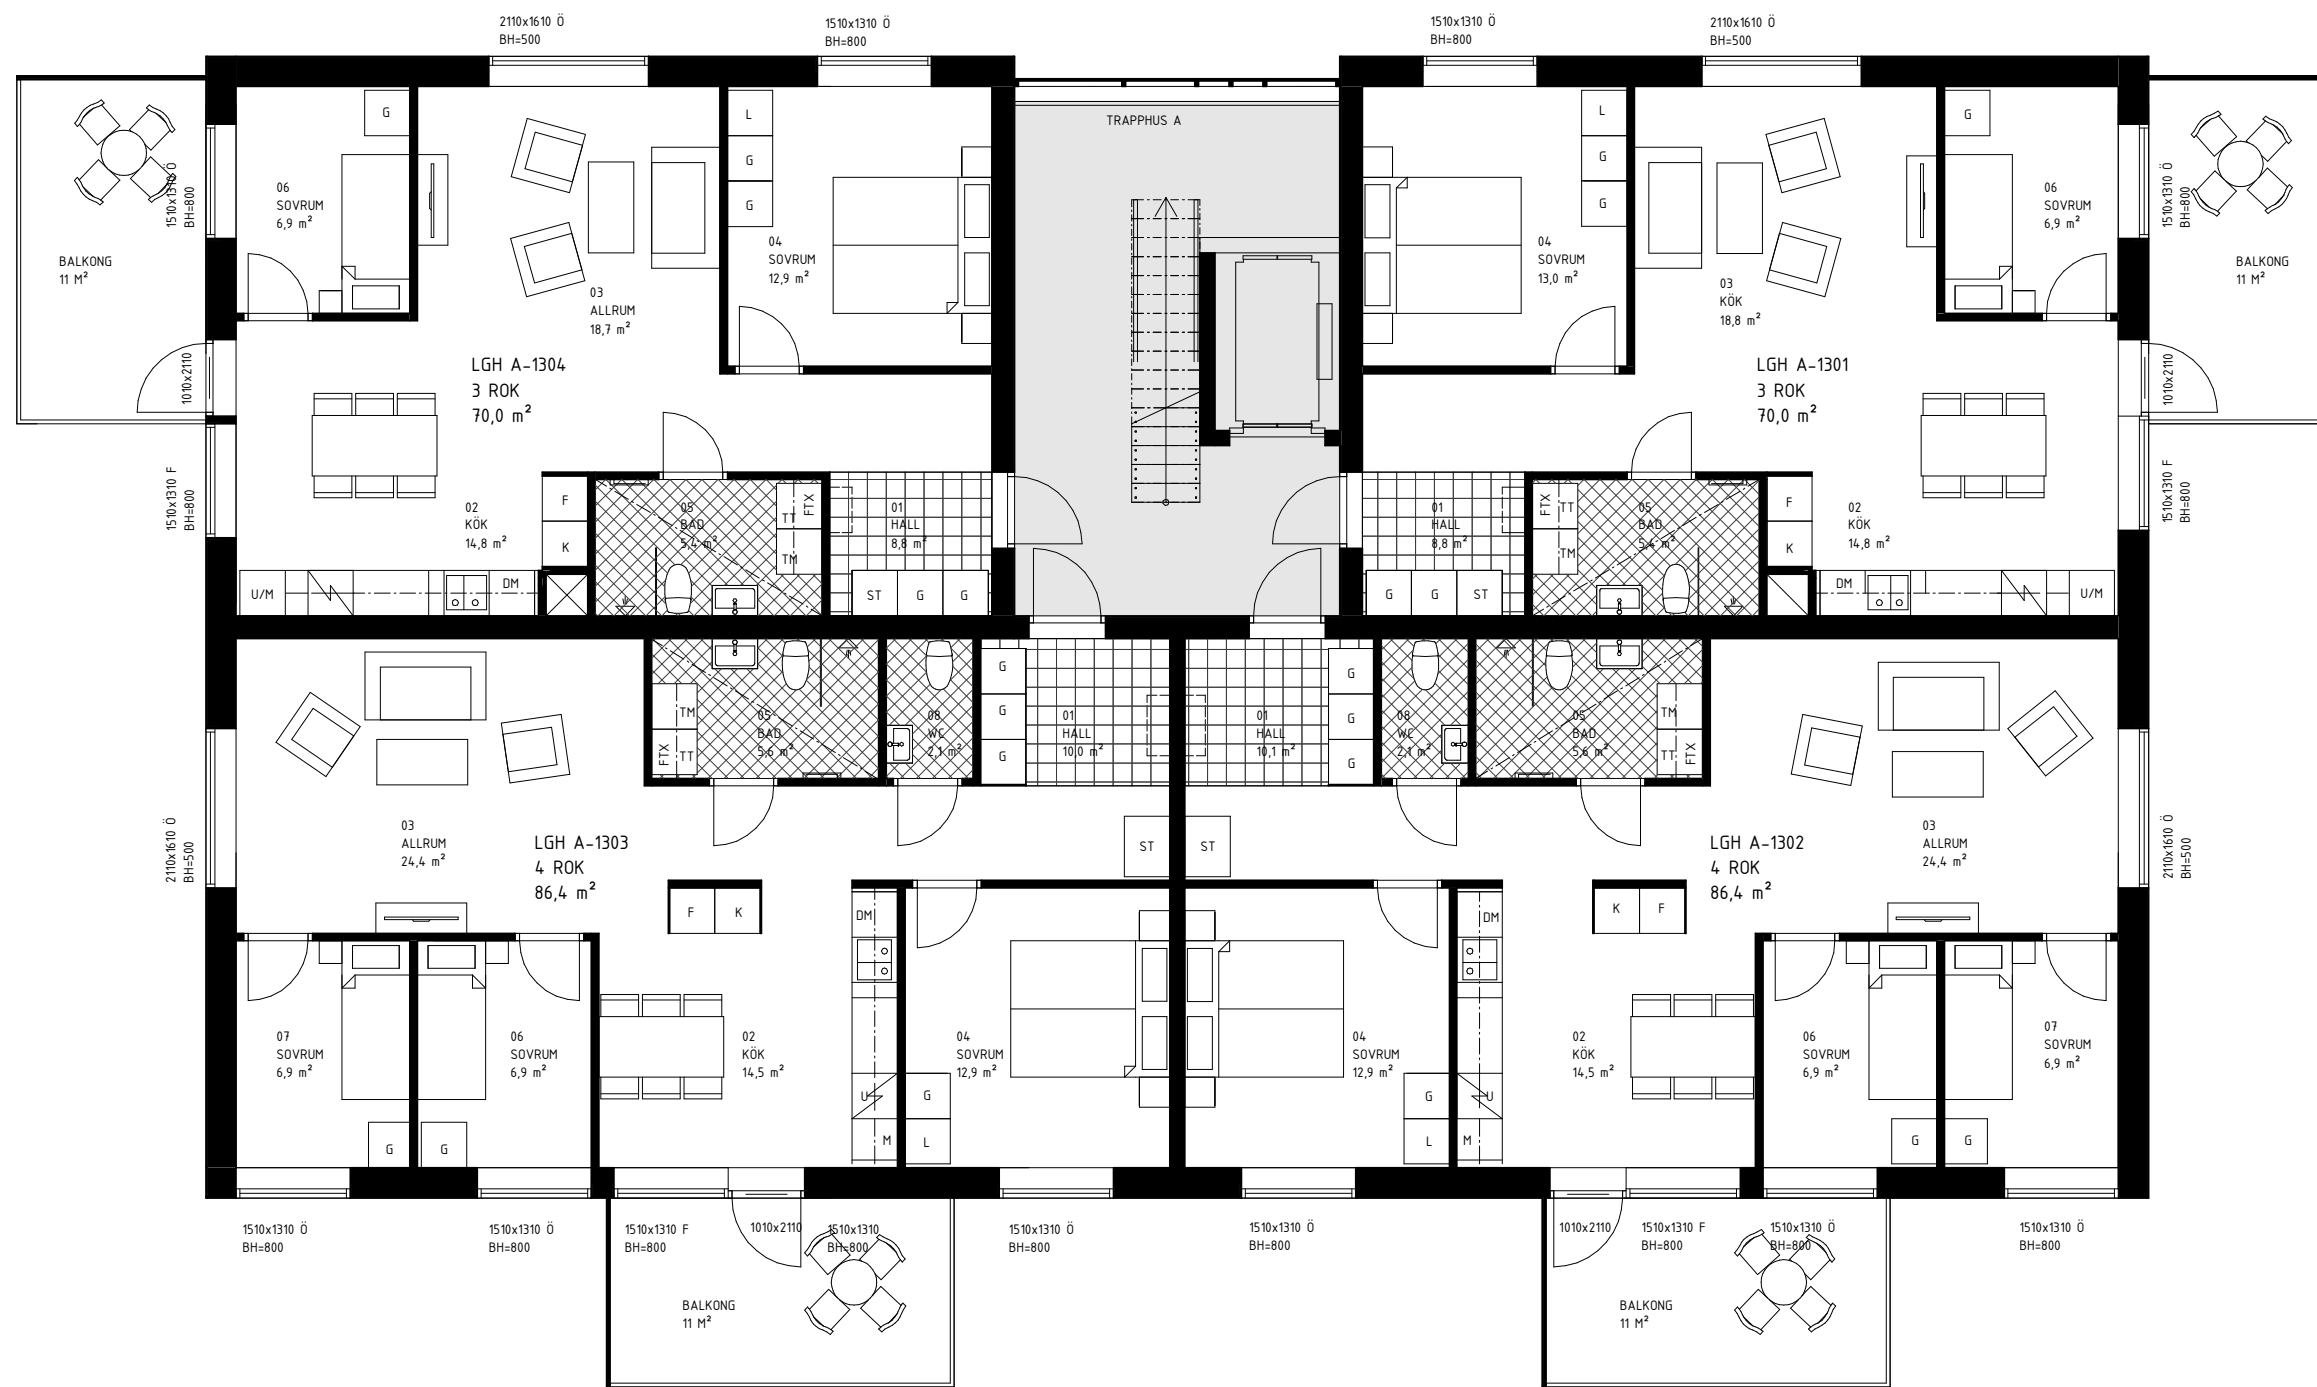 2110x1610 Ö
BH=500
1510x1310 Ö
BH=800
1510x1310 Ö
BH=800
2110x1610 Ö
BH=500
BALKONG
11 M²
1510x1310 Ö
BH=800
1010x2110
1510x1310 F
BH=800
G
06
SOVRUM
6,9 m²
03
ALLRUM
18,7 m²
L
G
G
04
SOVRUM
12,9 m²
LGH A-1304
3 ROK
70,0 m²
02
KÖK
14,8 m²
F
K
U/M
DM
05
BAD
5,4 m²
TT
FTX
TM
01
HALL
8,8 m²
ST
G
G
TRAPPHUS A
L
G
G
04
SOVRUM
13,0 m²
03
KÖK
18,8 m²
G
06
SOVRUM
6,9 m²
LGH A-1301
3 ROK
70,0 m²
01
HALL
8,8 m²
G
G
ST
FTX
TT
TM
05
BAD
5,4 m²
F
K
02
KÖK
14,8 m²
DM
U/M
1510x1310 Ö
BH=800
BALKONG
11 M²
1010x2110
1510x1310 F
BH=800
2110x1610 Ö
BH=500
03
ALLRUM
24,4 m²
LGH A-1303
4 ROK
86,4 m²
TM
FTX
TT
05
BAD
5,6 m²
08
WC
2,1 m²
G
G
G
01
HALL
10,0 m²
ST
F
K
DM
07
SOVRUM
6,9 m²
G
06
SOVRUM
6,9 m²
G
02
KÖK
14,5 m²
U
M
04
SOVRUM
12,9 m²
G
L
01
HALL
10,1 m²
G
G
G
08
WC
2,1 m²
05
BAD
5,6 m²
TM
TT
FTX
ST
LGH A-1302
4 ROK
86,4 m²
03
ALLRUM
24,4 m²
2110x1610 Ö
BH=500
04
SOVRUM
12,9 m²
G
L
DM
U
M
K
F
02
KÖK
14,5 m²
06
SOVRUM
6,9 m²
G
07
SOVRUM
6,9 m²
G
1510x1310 Ö
BH=800
1510x1310 Ö
BH=800
1510x1310 F
BH=800
1010x2110
1510x1310
BH=800
1510x1310 Ö
BH=800
1510x1310 Ö
BH=800
1010x2110
1510x1310 F
BH=800
1510x1310 Ö
BH=800
1510x1310 Ö
BH=800
BALKONG
11 M²
BALKONG
11 M²